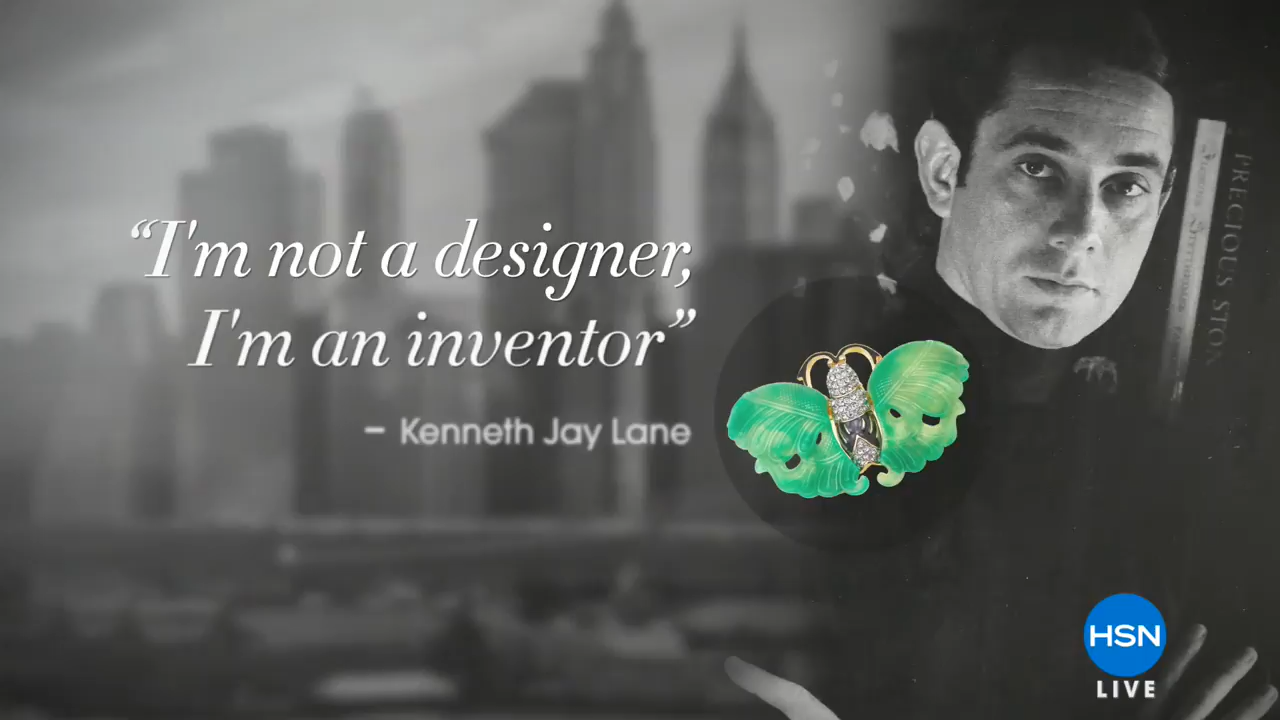 “I'm not a designer,
I'm an inventor”
– Kenneth Jay Lane
PRECIOUS STON
HSN
LIVE